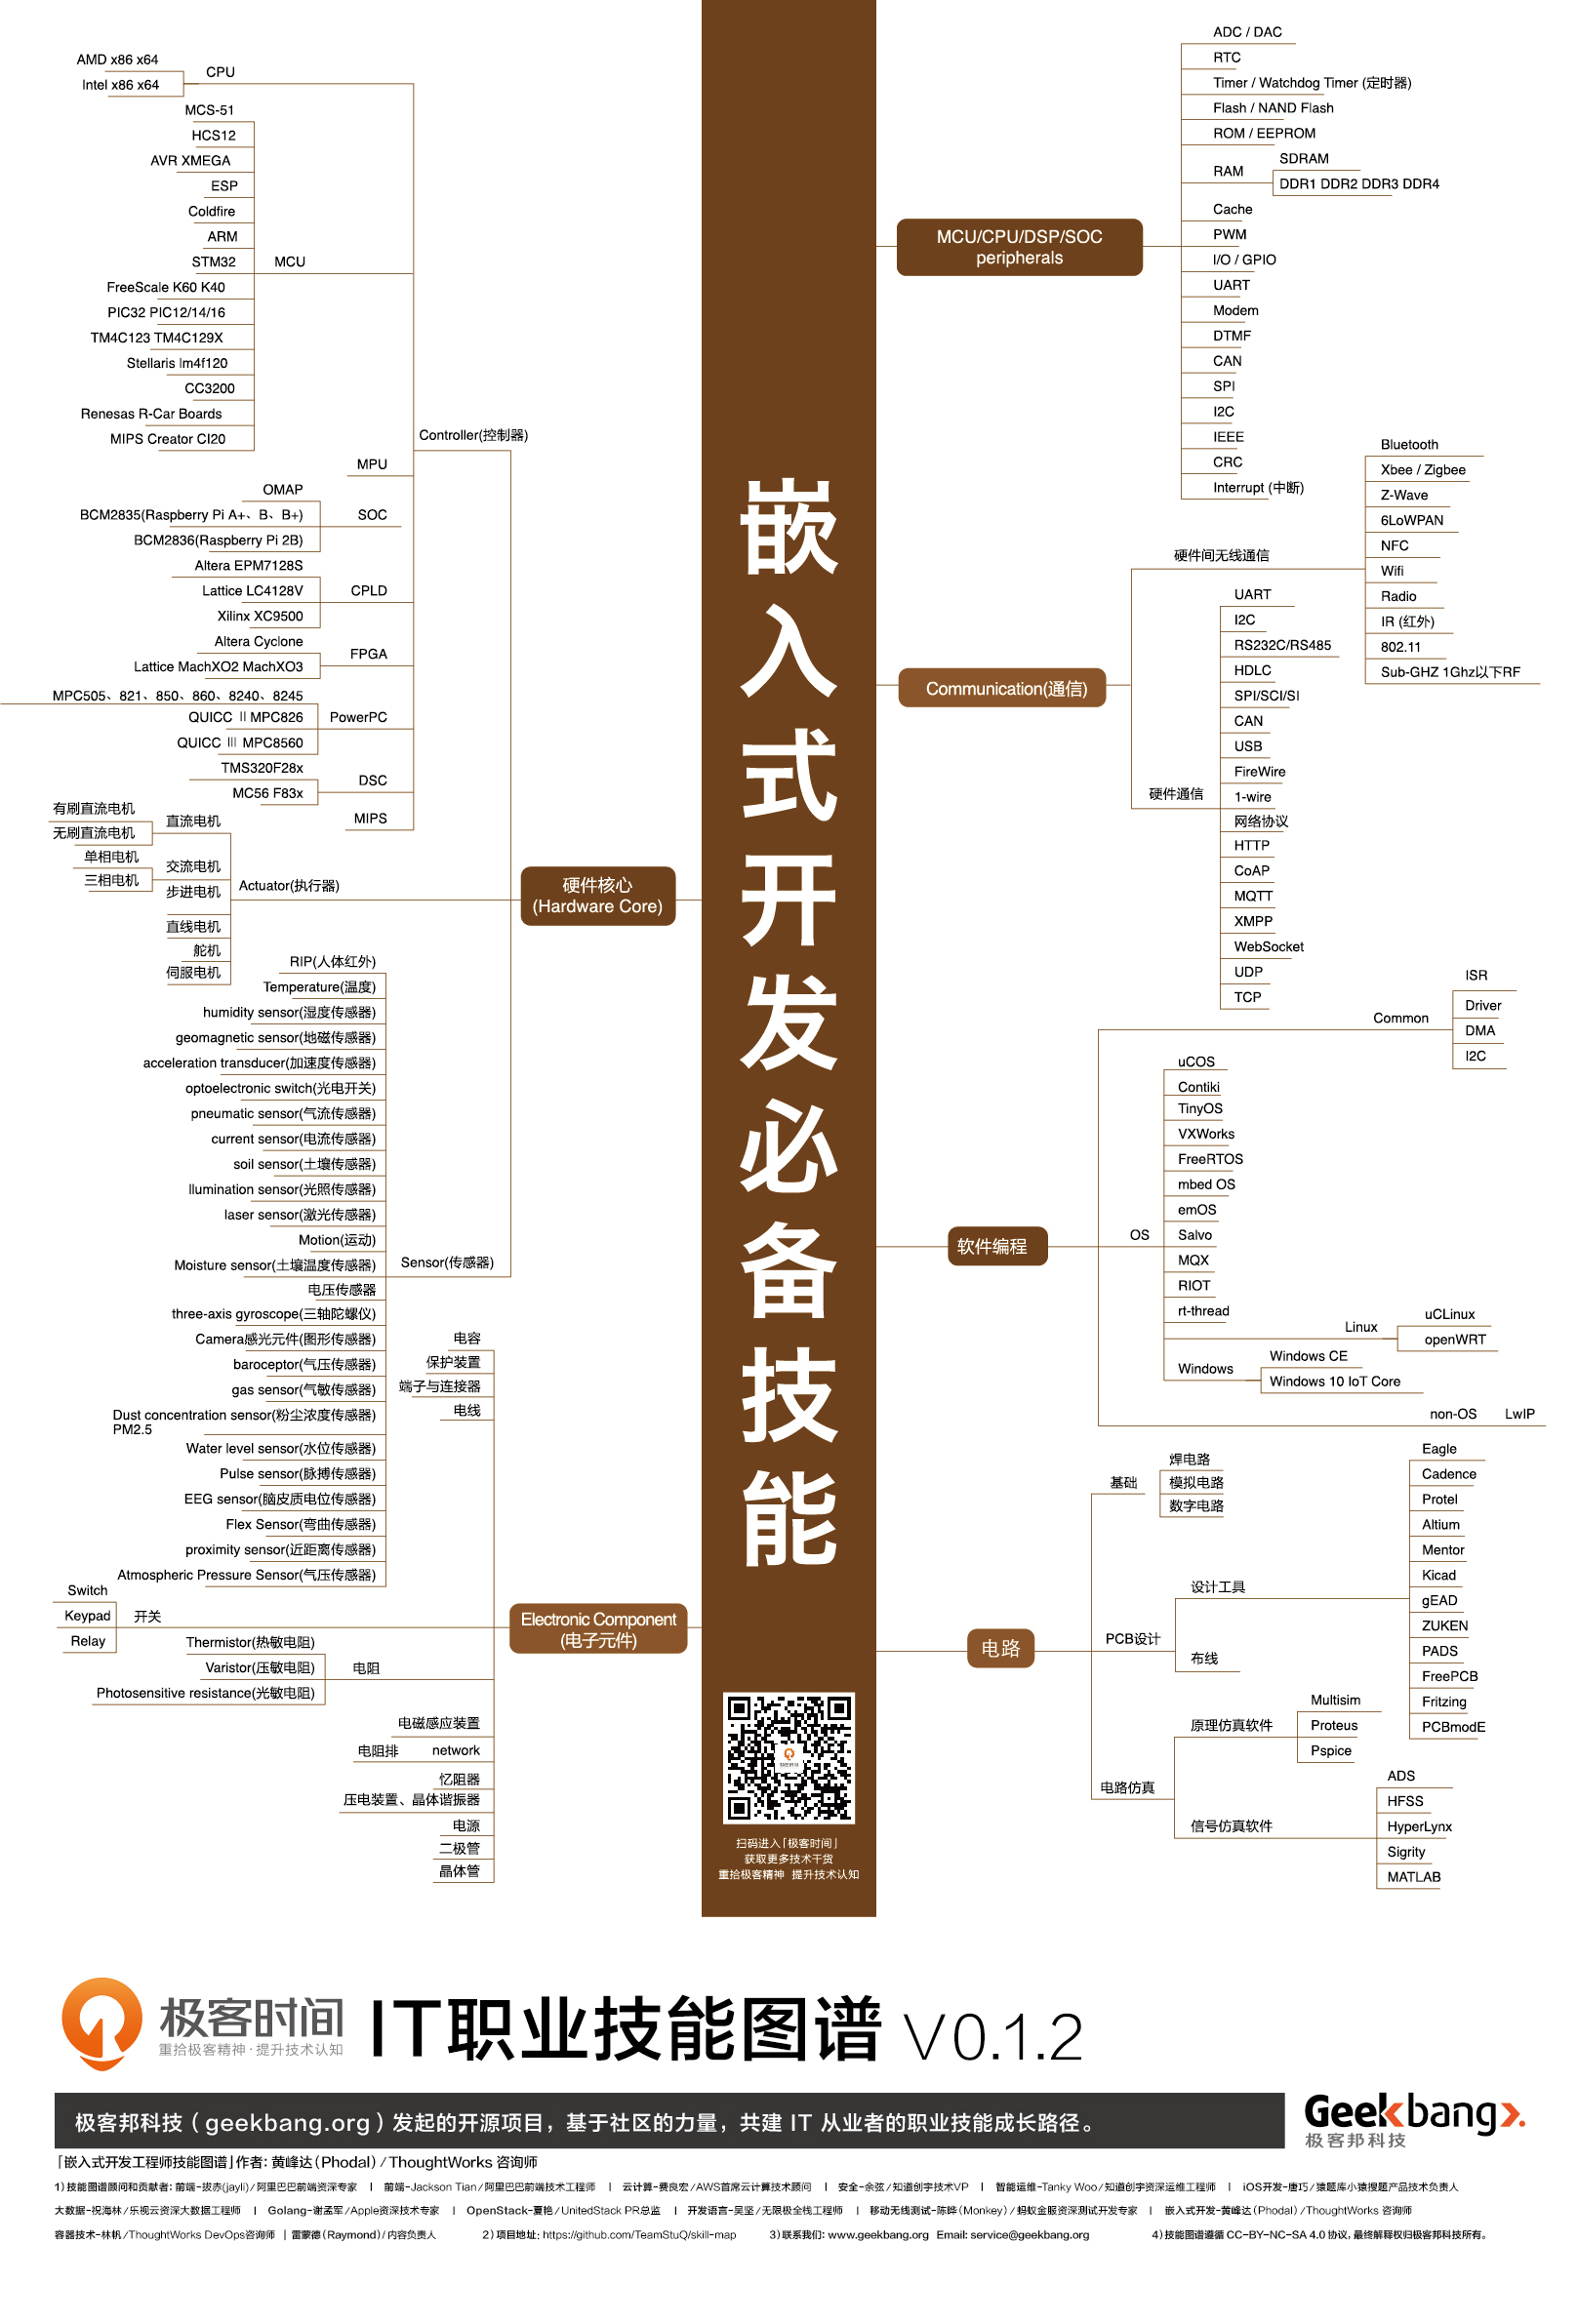 嵌入式开发必备技能
AMD x86 x64
Intel x86 x64
CPU
MCS-51
HCS12
AVR XMEGA
ESP
Coldfire
ARM
STM32
MCU
FreeScale K60 K40
PIC32 PIC12/14/16
TM4C123 TM4C129X
Stellaris lm4f120
CC3200
Renesas R-Car Boards
MIPS Creator CI20
Controller(控制器)
MPU
OMAP
BCM2835(Raspberry Pi A+、B、B+)
SOC
BCM2836(Raspberry Pi 2B)
Altera EPM7128S
Lattice LC4128V
CPLD
Xilinx XC9500
Altera Cyclone
FPGA
Lattice MachXO2 MachXO3
MPC505、821、850、860、8240、8245
QUICC ⅡMPC826
PowerPC
QUICC Ⅲ MPC8560
TMS320F28x
DSC
MC56 F83x
MIPS
有刷直流电机
无刷直流电机
直流电机
单相电机
三相电机
交流电机
步进电机
直线电机
舵机
伺服电机
Actuator(执行器)
硬件核心
(Hardware Core)
RIP(人体红外)
Temperature(温度)
humidity sensor(湿度传感器)
geomagnetic sensor(地磁传感器)
acceleration transducer(加速度传感器)
optoelectronic switch(光电开关)
pneumatic sensor(气流传感器)
current sensor(电流传感器)
soil sensor(土壤传感器)
llumination sensor(光照传感器)
laser sensor(激光传感器)
Motion(运动)
Moisture sensor(土壤温度传感器)
Sensor(传感器)
电压传感器
three-axis gyroscope(三轴陀螺仪)
Camera感光元件(图形传感器)
baroceptor(气压传感器)
gas sensor(气敏传感器)
Dust concentration sensor(粉尘浓度传感器)
PM2.5
Water level sensor(水位传感器)
Pulse sensor(脉搏传感器)
EEG sensor(脑皮质电位传感器)
Flex Sensor(弯曲传感器)
proximity sensor(近距离传感器)
Atmospheric Pressure Sensor(气压传感器)
电容
保护装置
端子与连接器
电线
Switch
Keypad
Relay
开关
Electronic Component
(电子元件)
Thermistor(热敏电阻)
Varistor(压敏电阻)
电阻
Photosensitive resistance(光敏电阻)
电磁感应装置
电阻排
network
忆阻器
压电装置、晶体谐振器
电源
二极管
晶体管
MCU/CPU/DSP/SOC
peripherals
ADC / DAC
RTC
Timer / Watchdog Timer (定时器)
Flash / NAND Flash
ROM / EEPROM
RAM
SDRAM
DDR1 DDR2 DDR3 DDR4
Cache
PWM
I/O / GPIO
UART
Modem
DTMF
CAN
SPI
I2C
IEEE
CRC
Interrupt (中断)
Communication(通信)
硬件间无线通信
Bluetooth
Xbee / Zigbee
Z-Wave
6LoWPAN
NFC
Wifi
Radio
IR (红外)
802.11
Sub-GHZ 1Ghz以下RF
硬件通信
UART
I2C
RS232C/RS485
HDLC
SPI/SCI/SI
CAN
USB
FireWire
1-wire
网络协议
HTTP
CoAP
MQTT
XMPP
WebSocket
UDP
TCP
软件编程
Common
ISR
Driver
DMA
I2C
OS
uCOS
Contiki
TinyOS
VXWorks
FreeRTOS
mbed OS
emOS
Salvo
MQX
RIOT
rt-thread
Linux
uCLinux
openWRT
Windows
Windows CE
Windows 10 IoT Core
non-OS
LwIP
电路
基础
焊电路
模拟电路
数字电路
PCB设计
设计工具
Eagle
Cadence
Protel
Altium
Mentor
Kicad
gEAD
ZUKEN
PADS
FreePCB
Fritzing
PCBmodE
布线
电路仿真
原理仿真软件
Multisim
Proteus
Pspice
信号仿真软件
ADS
HFSS
HyperLynx
Sigrity
MATLAB
扫码进入「极客时间」
获取更多技术干货
重拾极客精神 提升技术认知
极客时间
重拾极客精神·提升技术认知
IT职业技能图谱 V0.1.2
极客邦科技（geekbang.org）发起的开源项目，基于社区的力量，共建 IT 从业者的职业技能成长路径。
Geekbang
极客邦科技
「嵌入式开发工程师技能图谱」作者: 黄峰达(Phodal) / ThoughtWorks 咨询师
1) 技能图谱顾问和贡献者: 前端-拔赤(jayli)/阿里巴巴前端资深专家 | 前端-Jackson Tian/阿里巴巴前端技术工程师 | 云计算-费良宏/AWS首席云计算技术顾问 | 安全-余弦/知道创宇技术VP | 智能运维-Tanky Woo/知道创宇资深运维工程师 | iOS开发-唐巧/猿题库小猿搜题产品技术负责人
大数据-祝海林/乐视云资深大数据工程师 | Golang-谢孟军/Apple资深技术专家 | OpenStack-夏艳/UnitedStack PR总监 | 开发语言-吴坚/无限极全栈工程师 | 移动无线测试-陈晔(Monkey)/蚂蚁金服资深测试开发专家 | 嵌入式开发-黄峰达(Phodal)/ThoughtWorks 咨询师
容器技术-林帆/ThoughtWorks DevOps咨询师 | 雷蒙德(Raymond)/内容负责人 2) 项目地址: https://github.com/TeamStuQ/skill-map 3) 联系我们: www.geekbang.org Email: service@geekbang.org 4) 技能图谱遵循 CC-BY-NC-SA 4.0 协议，最终解释权归极客邦科技所有。